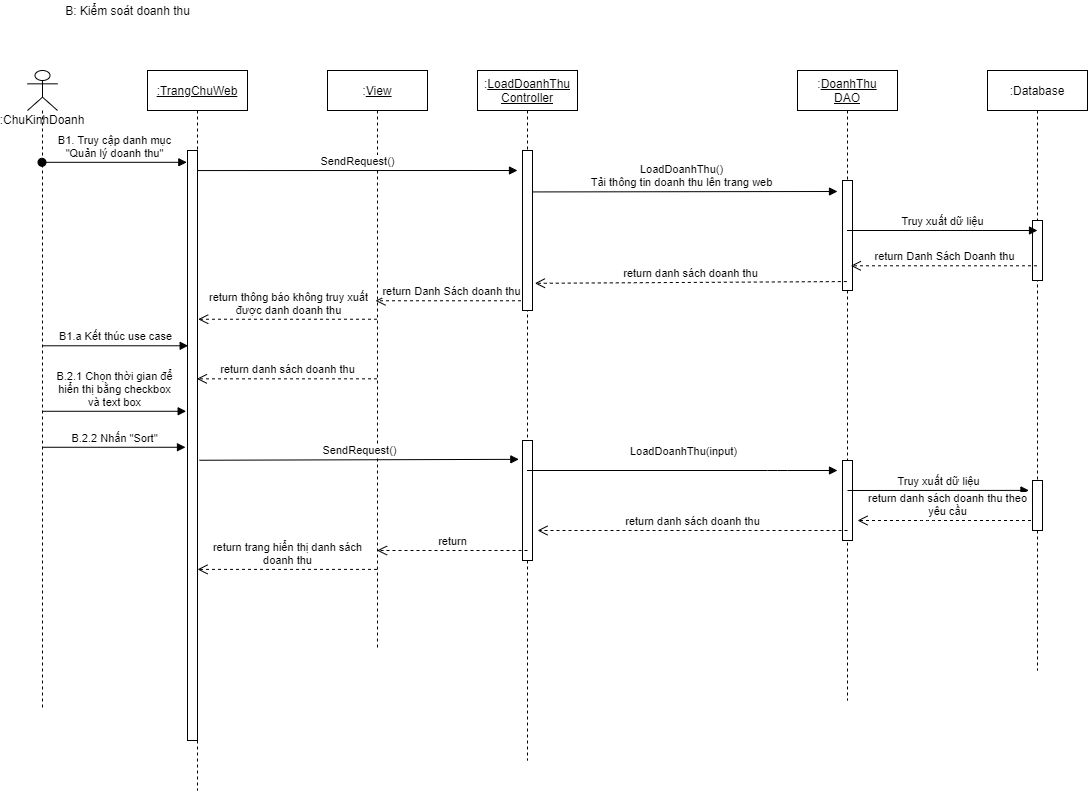 B: Kiểm soát doanh thu
:TrangChuWeb
:View
:LoadDoanhThu
Controller
:DoanhThu
DAO
:Database
:ChuKinhDoanh
B1. Truy cập danh mục
"Quản lý doanh thu"
SendRequest()
LoadDoanhThu()
Tải thông tin doanh thu lên trang web
Truy xuất dữ liệu
return Danh Sách Doanh thu
return danh sách doanh thu
return Danh Sách doanh thu
return thông báo không truy xuất
được danh doanh thu
B1.a Kết thúc use case
return danh sách doanh thu
B.2.1 Chọn thời gian để
hiển thị bằng checkbox
và text box
B.2.2 Nhấn "Sort"
SendRequest()
LoadDoanhThu(input)
Truy xuất dữ liệu
return danh sách doanh thu theo
yêu cầu
return danh sách doanh thu
return
return trang hiển thị danh sách
doanh thu